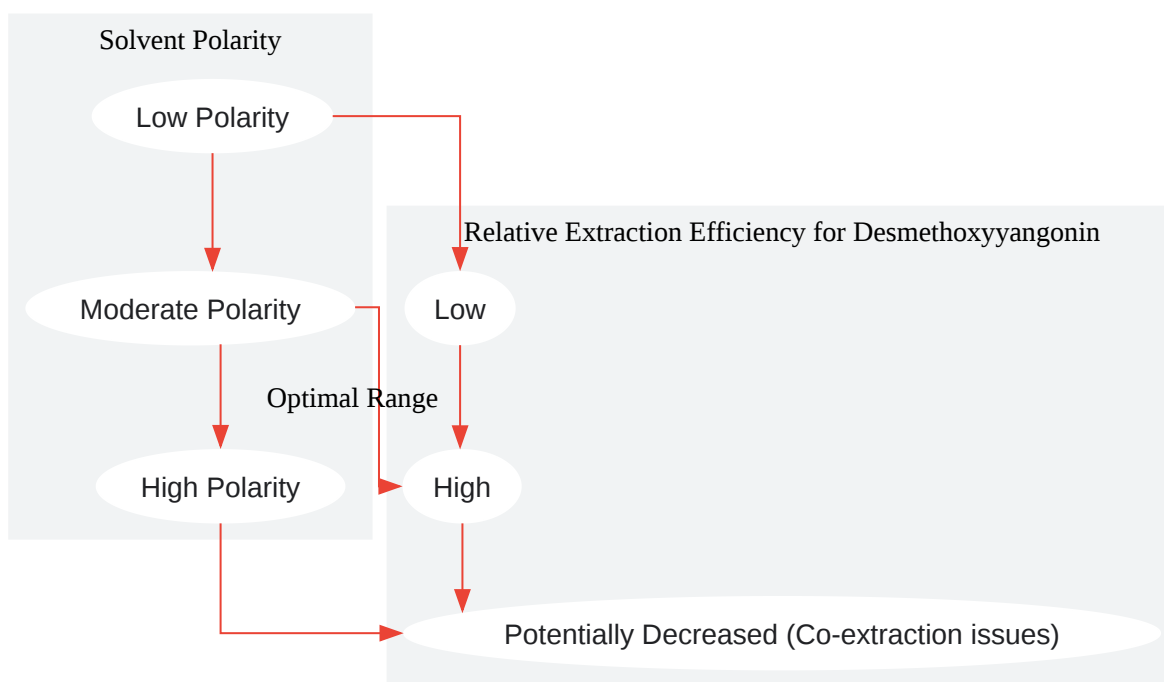 Solvent Polarity
Low Polarity
Relative Extraction Efficiency for Desmethoxyyangonin
Moderate Polarity
Low
Optimal Range
High Polarity
High
Potentially Decreased (Co-extraction issues)